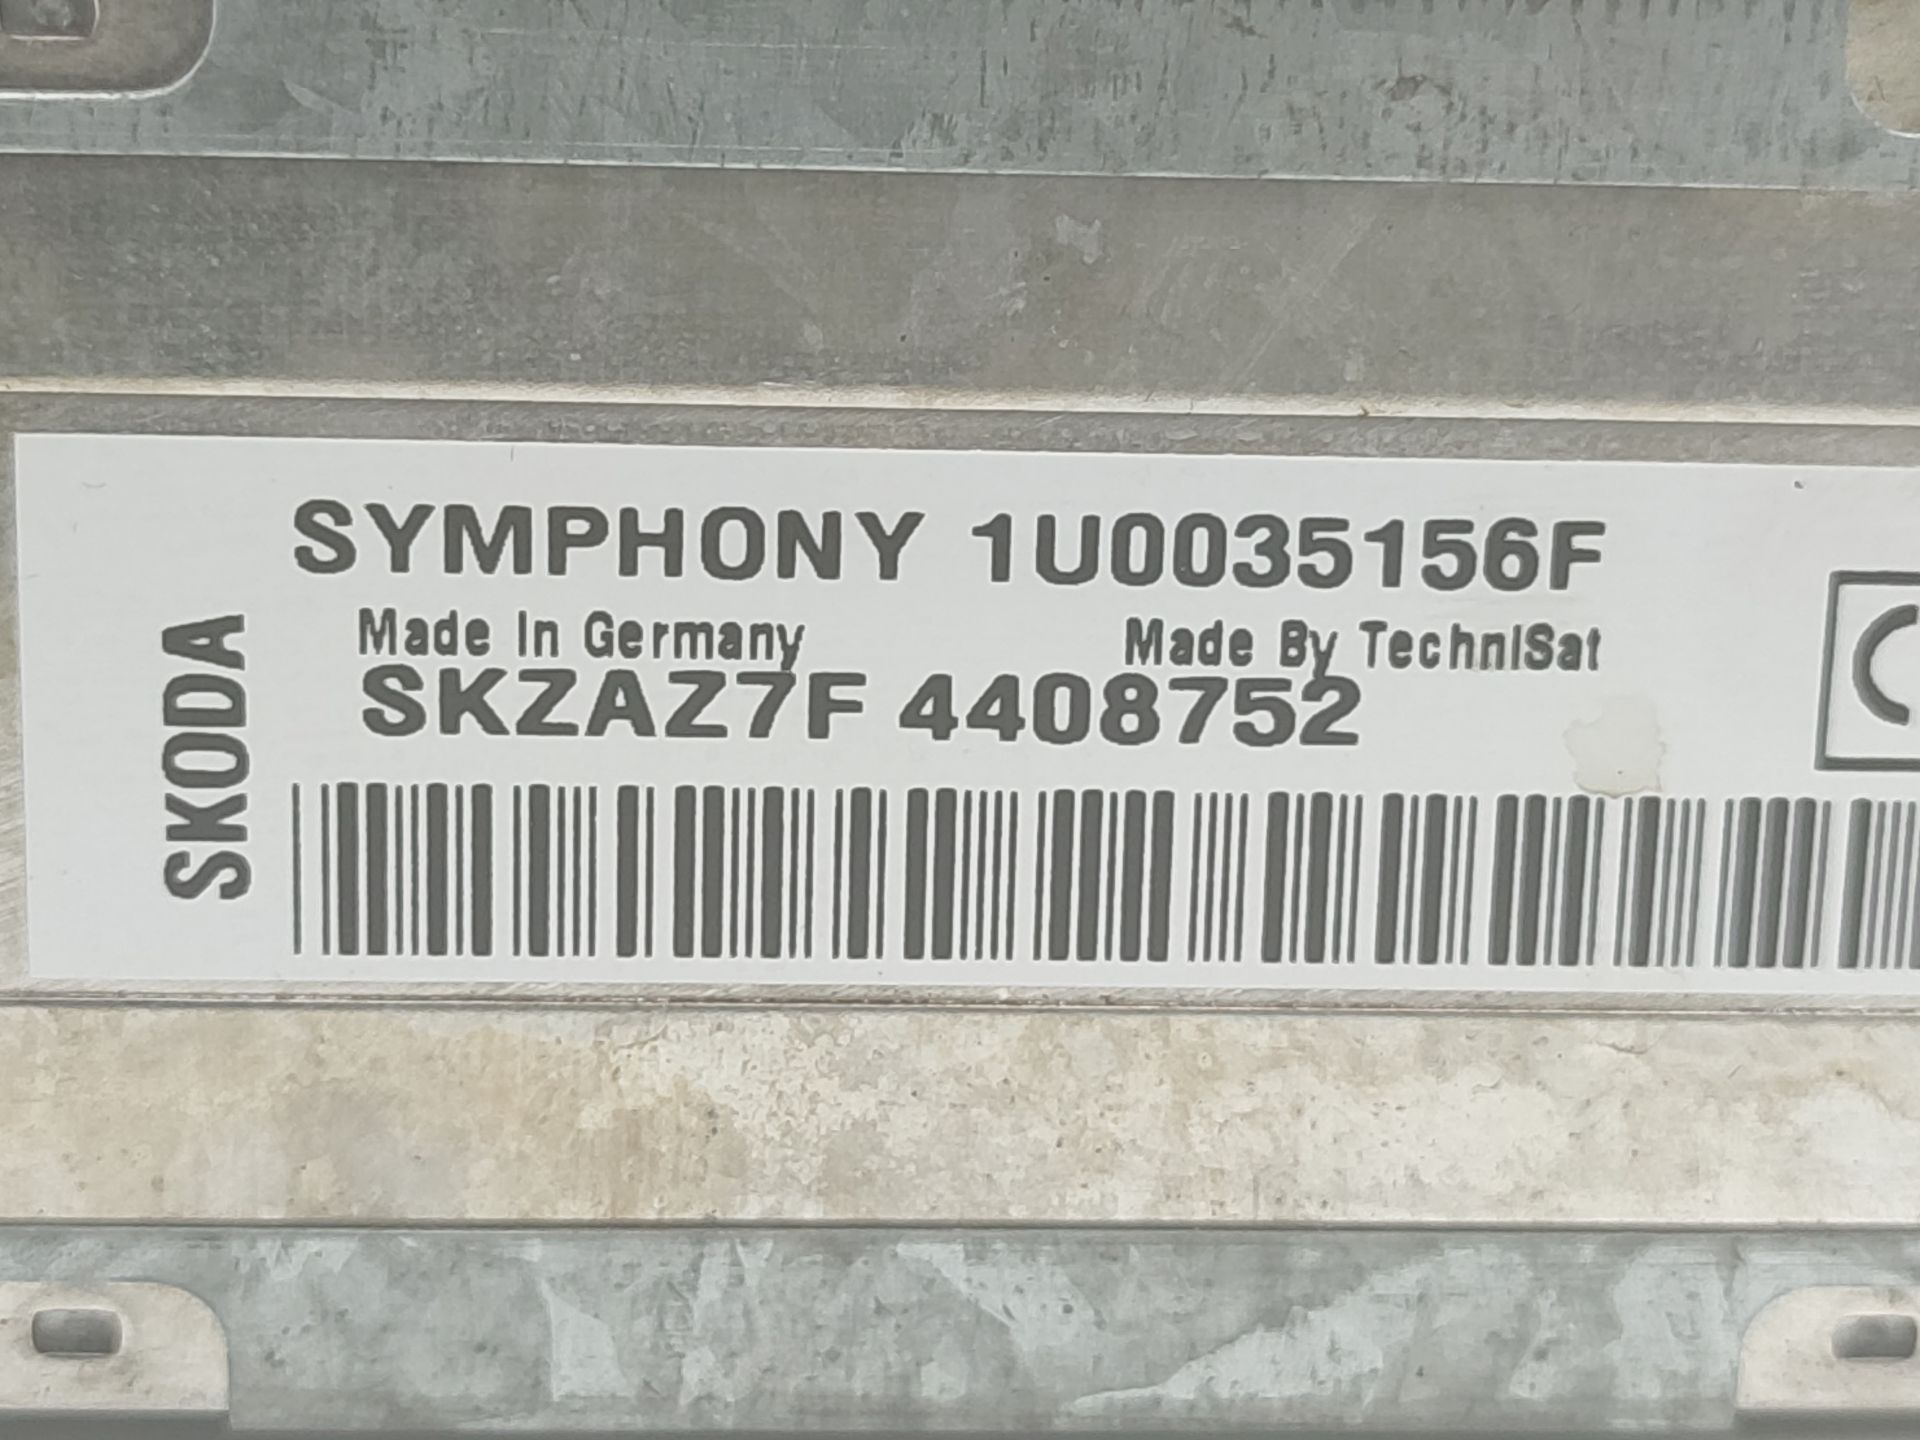 SKODA
SYMPHONY 1U0035156F
Made In Germany Made By TechniSat
SKZAZ7F 4408752